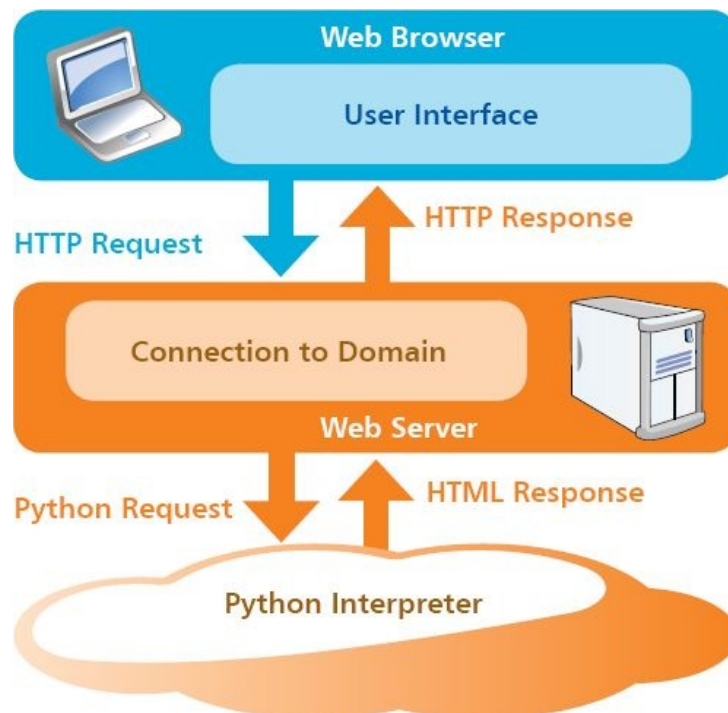 Web Browser
User Interface
HTTP Response
HTTP Request
Connection to Domain
Web Server
HTML Response
Python Request
Python Interpreter